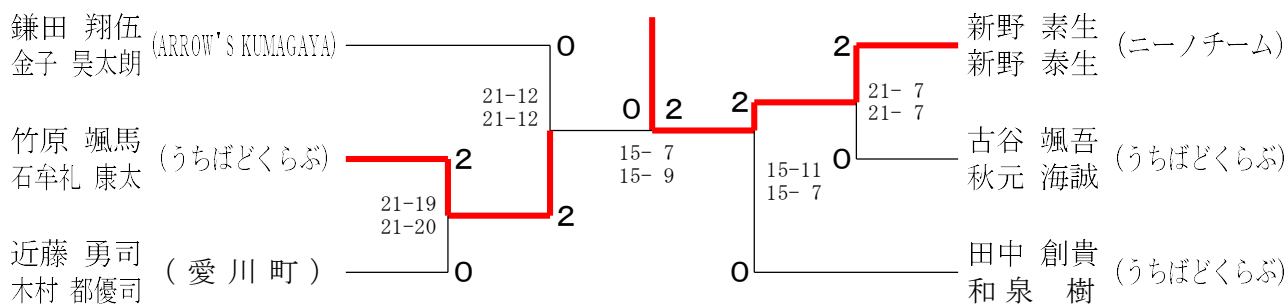 鎌田 翔伍
金子 昊太朗
(ARROW'S KUMAGAYA)
0
21-12
21-12
竹原 颯馬
石牟礼 康太
(うちばどくらぶ)
2
21-19
21-20
2
近藤 勇司
木村 都優司
(愛川町)
0
0 2
15- 7
15- 9
新野 素生
新野 泰生
(ニーノチーム)
2
21- 7
21- 7
2
古谷 颯吾
秋元 海誠
(うちばどくらぶ)
0
15-11
15- 7
田中 創貴
和泉 樹
(うちばどくらぶ)
0